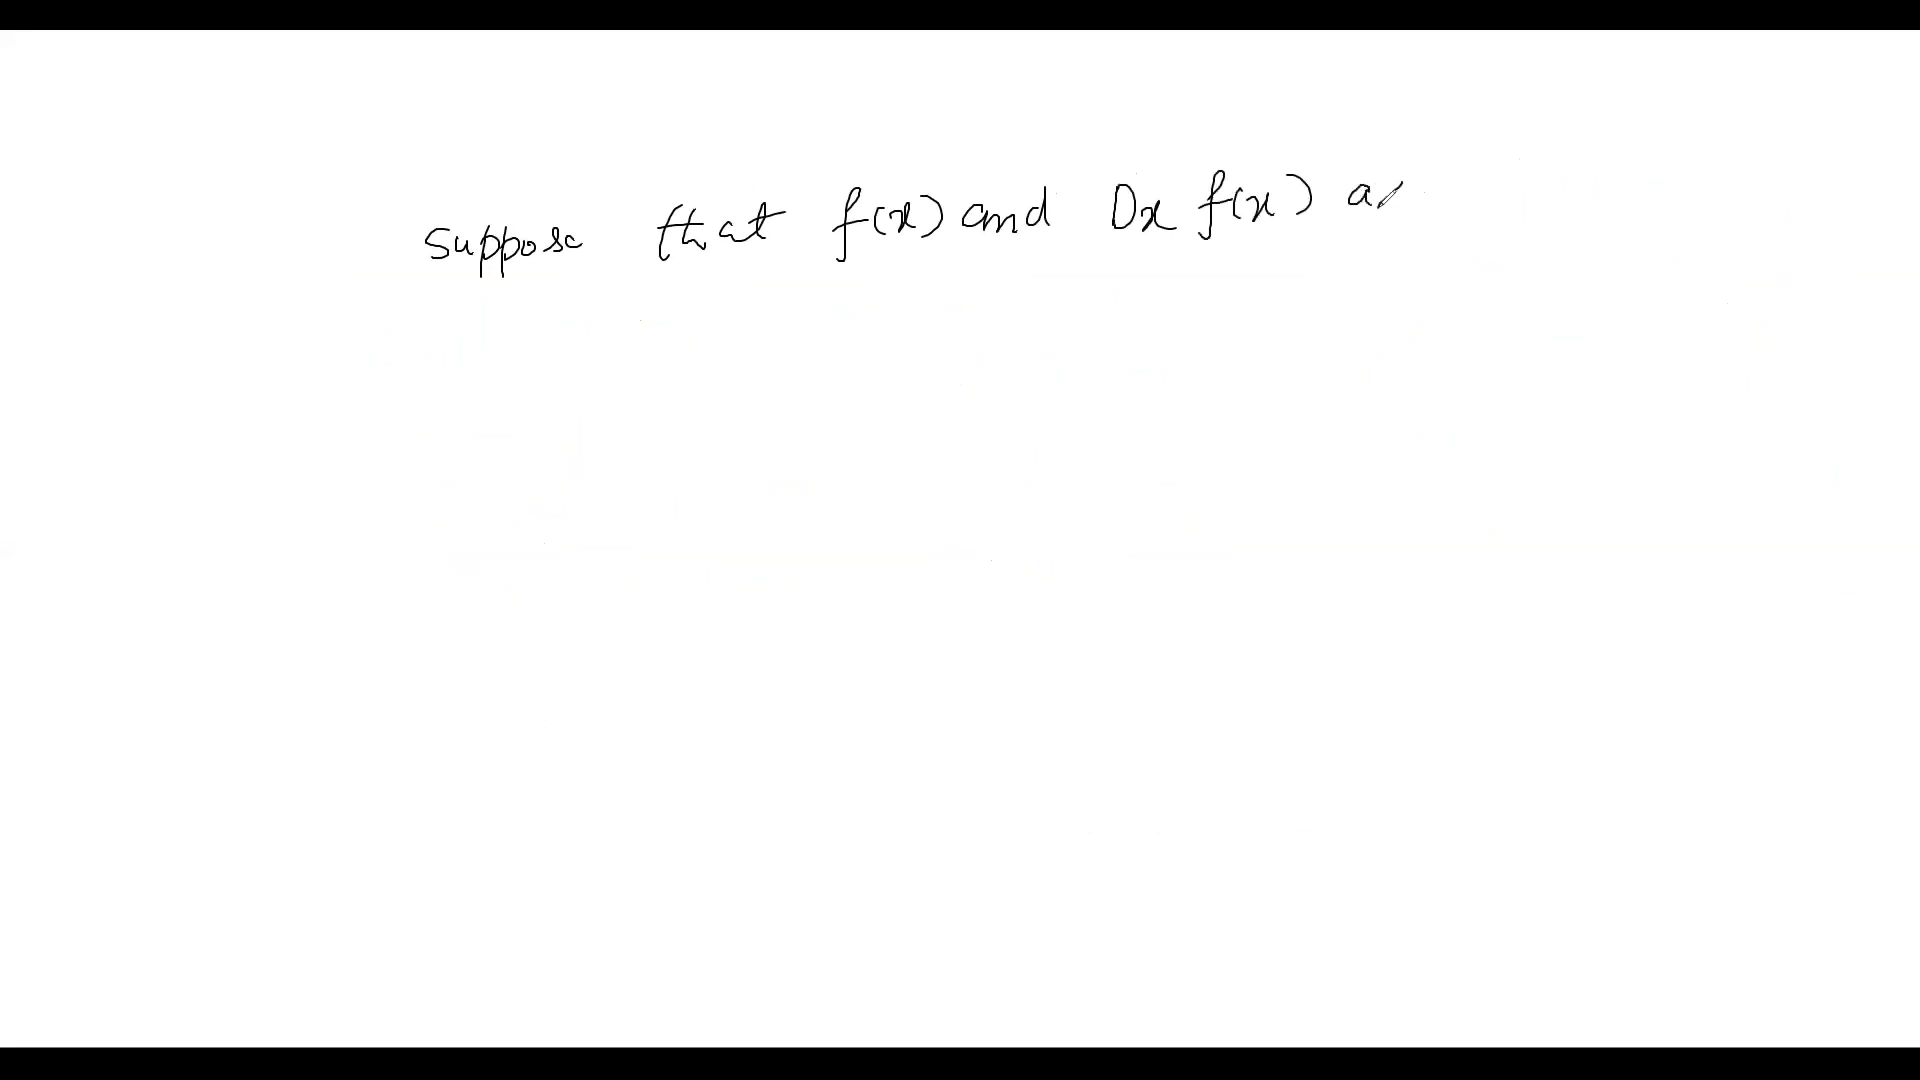 suppose that f(x) and Dx f(x) a